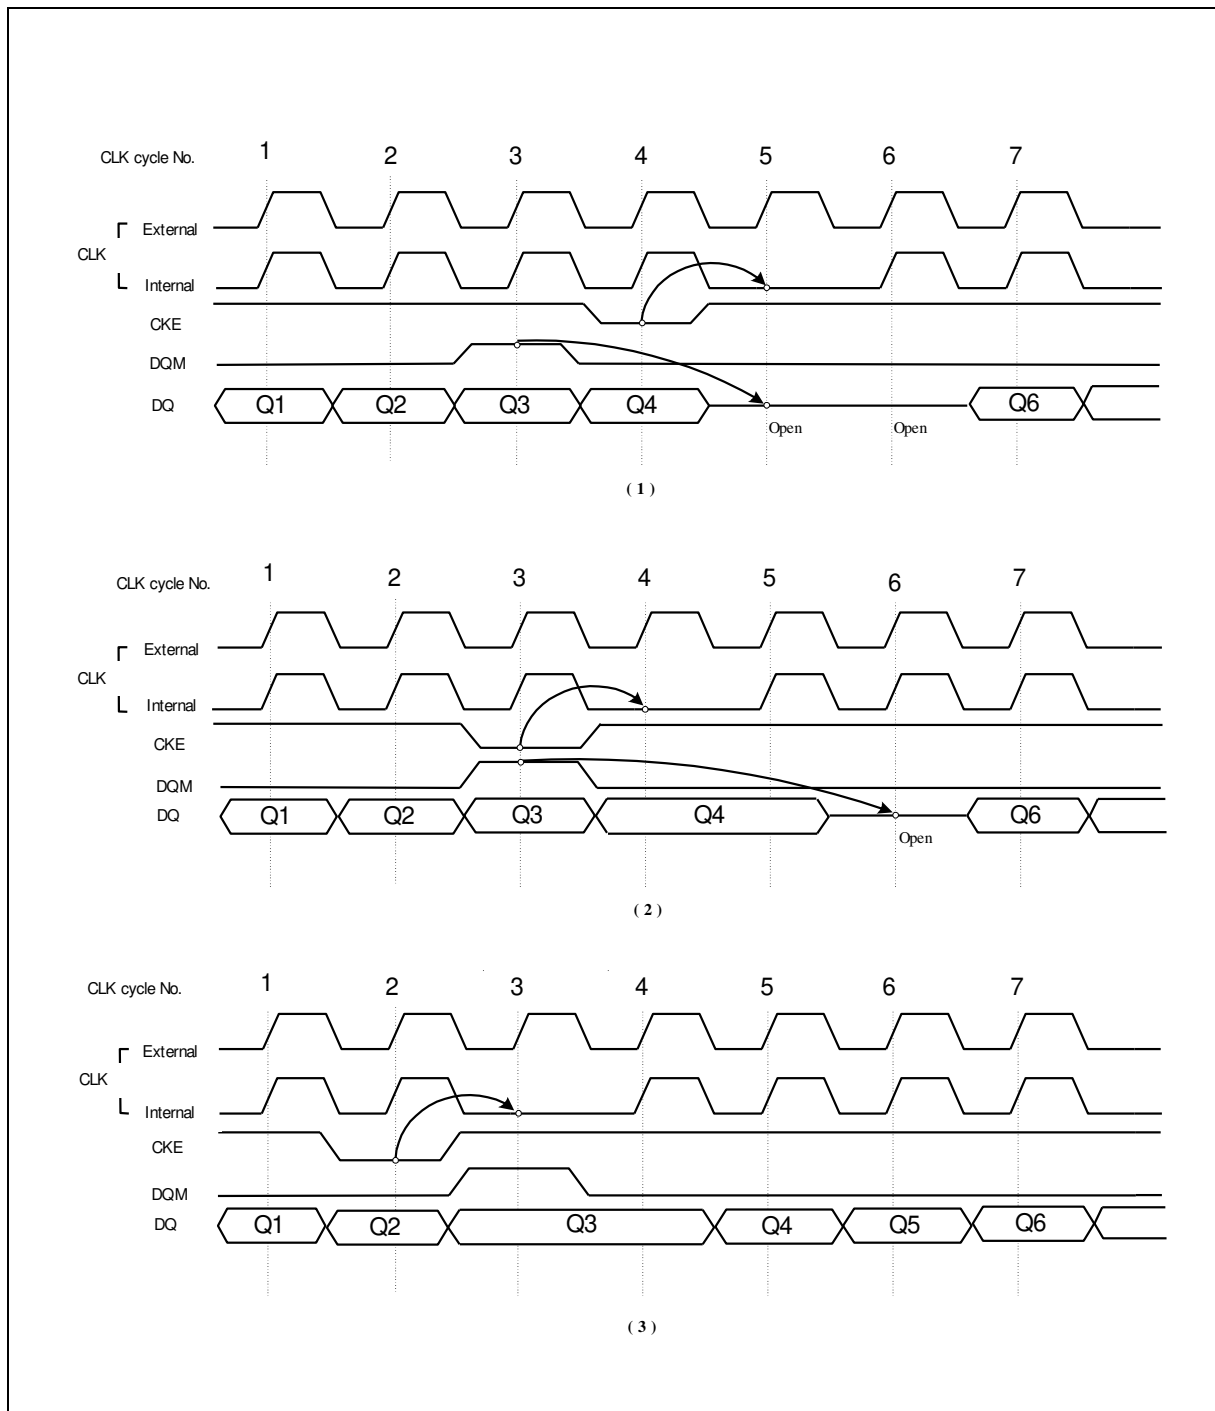 CLK cycle No. 1 2 3 4 5 6 7
External
CLK
Internal
CKE
DQM
DQ Q1 Q2 Q3 Q4 Q6
Open Open
( 1 )
CLK cycle No. 1 2 3 4 5 6 7
External
CLK
Internal
CKE
DQM
DQ Q1 Q2 Q3 Q4 Q6
Open
( 2 )
CLK cycle No. 1 2 3 4 5 6 7
External
CLK
Internal
CKE
DQM
DQ Q1 Q2 Q3 Q4 Q5 Q6
( 3 )